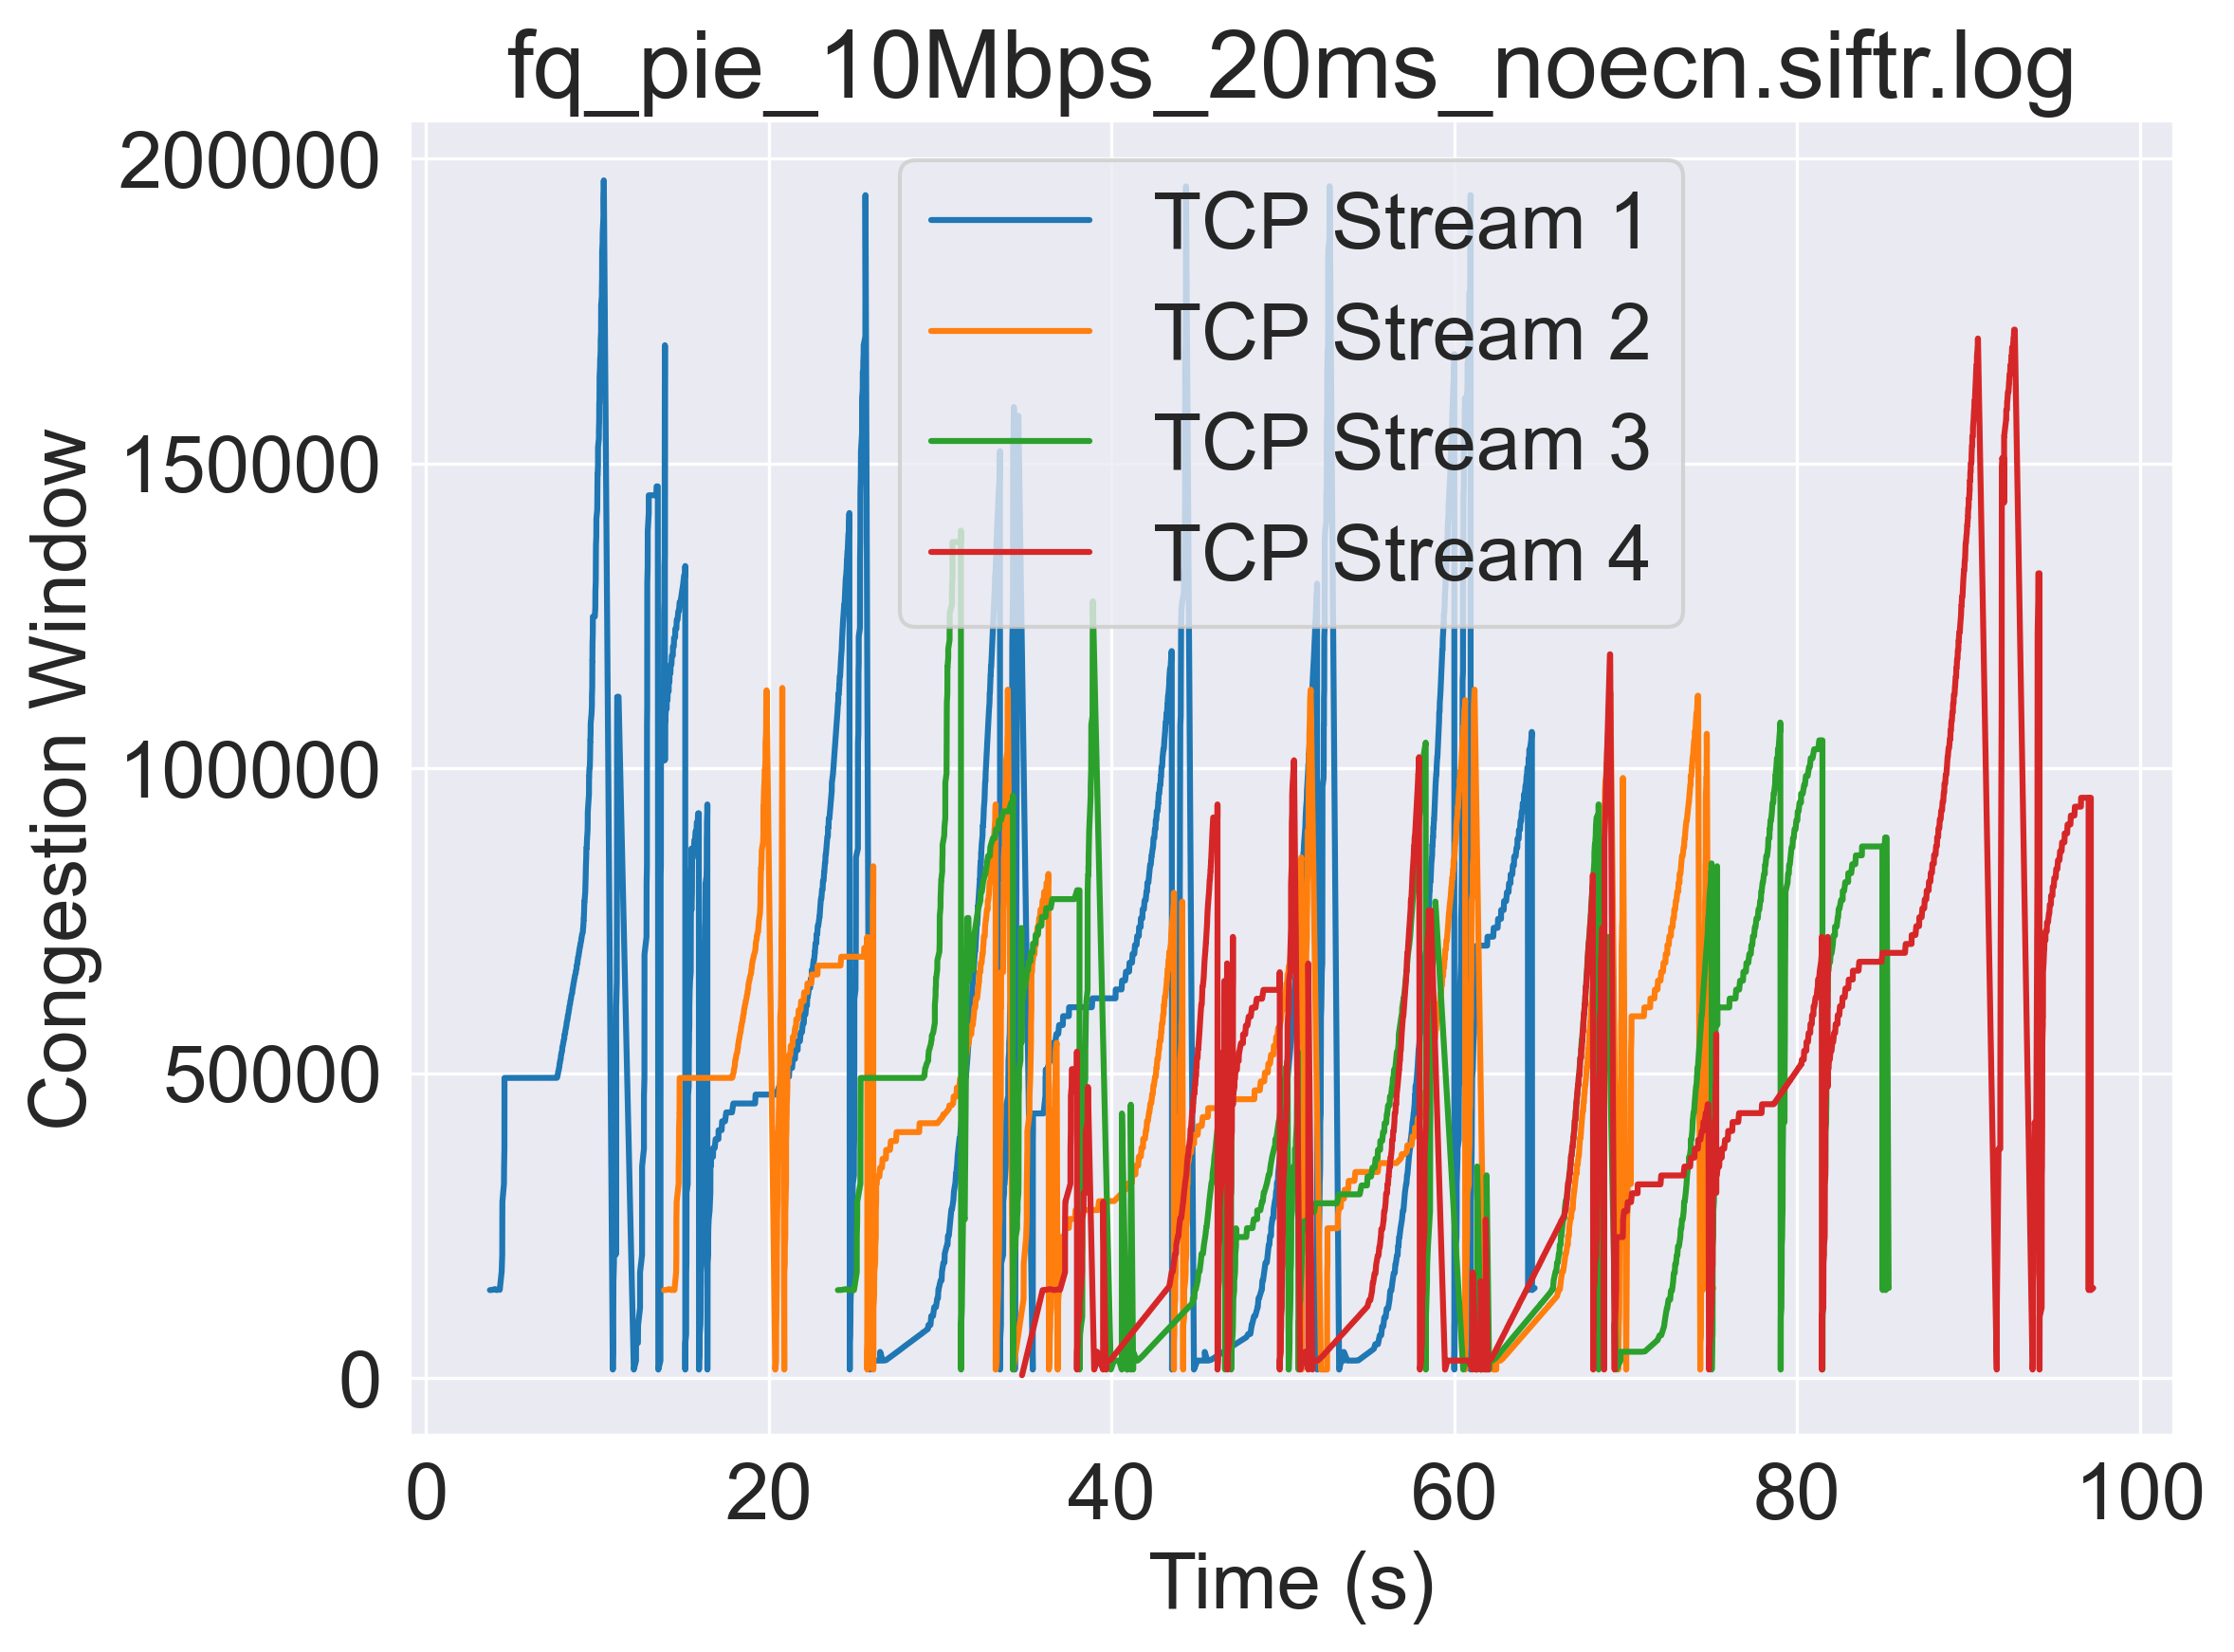 fq_pie_10Mbps_20ms_noecn.siftr.log
200000
150000
100000
50000
0
Congestion Window
TCP Stream 1
TCP Stream 2
TCP Stream 3
TCP Stream 4
0 20 40 60 80 100
Time (s)